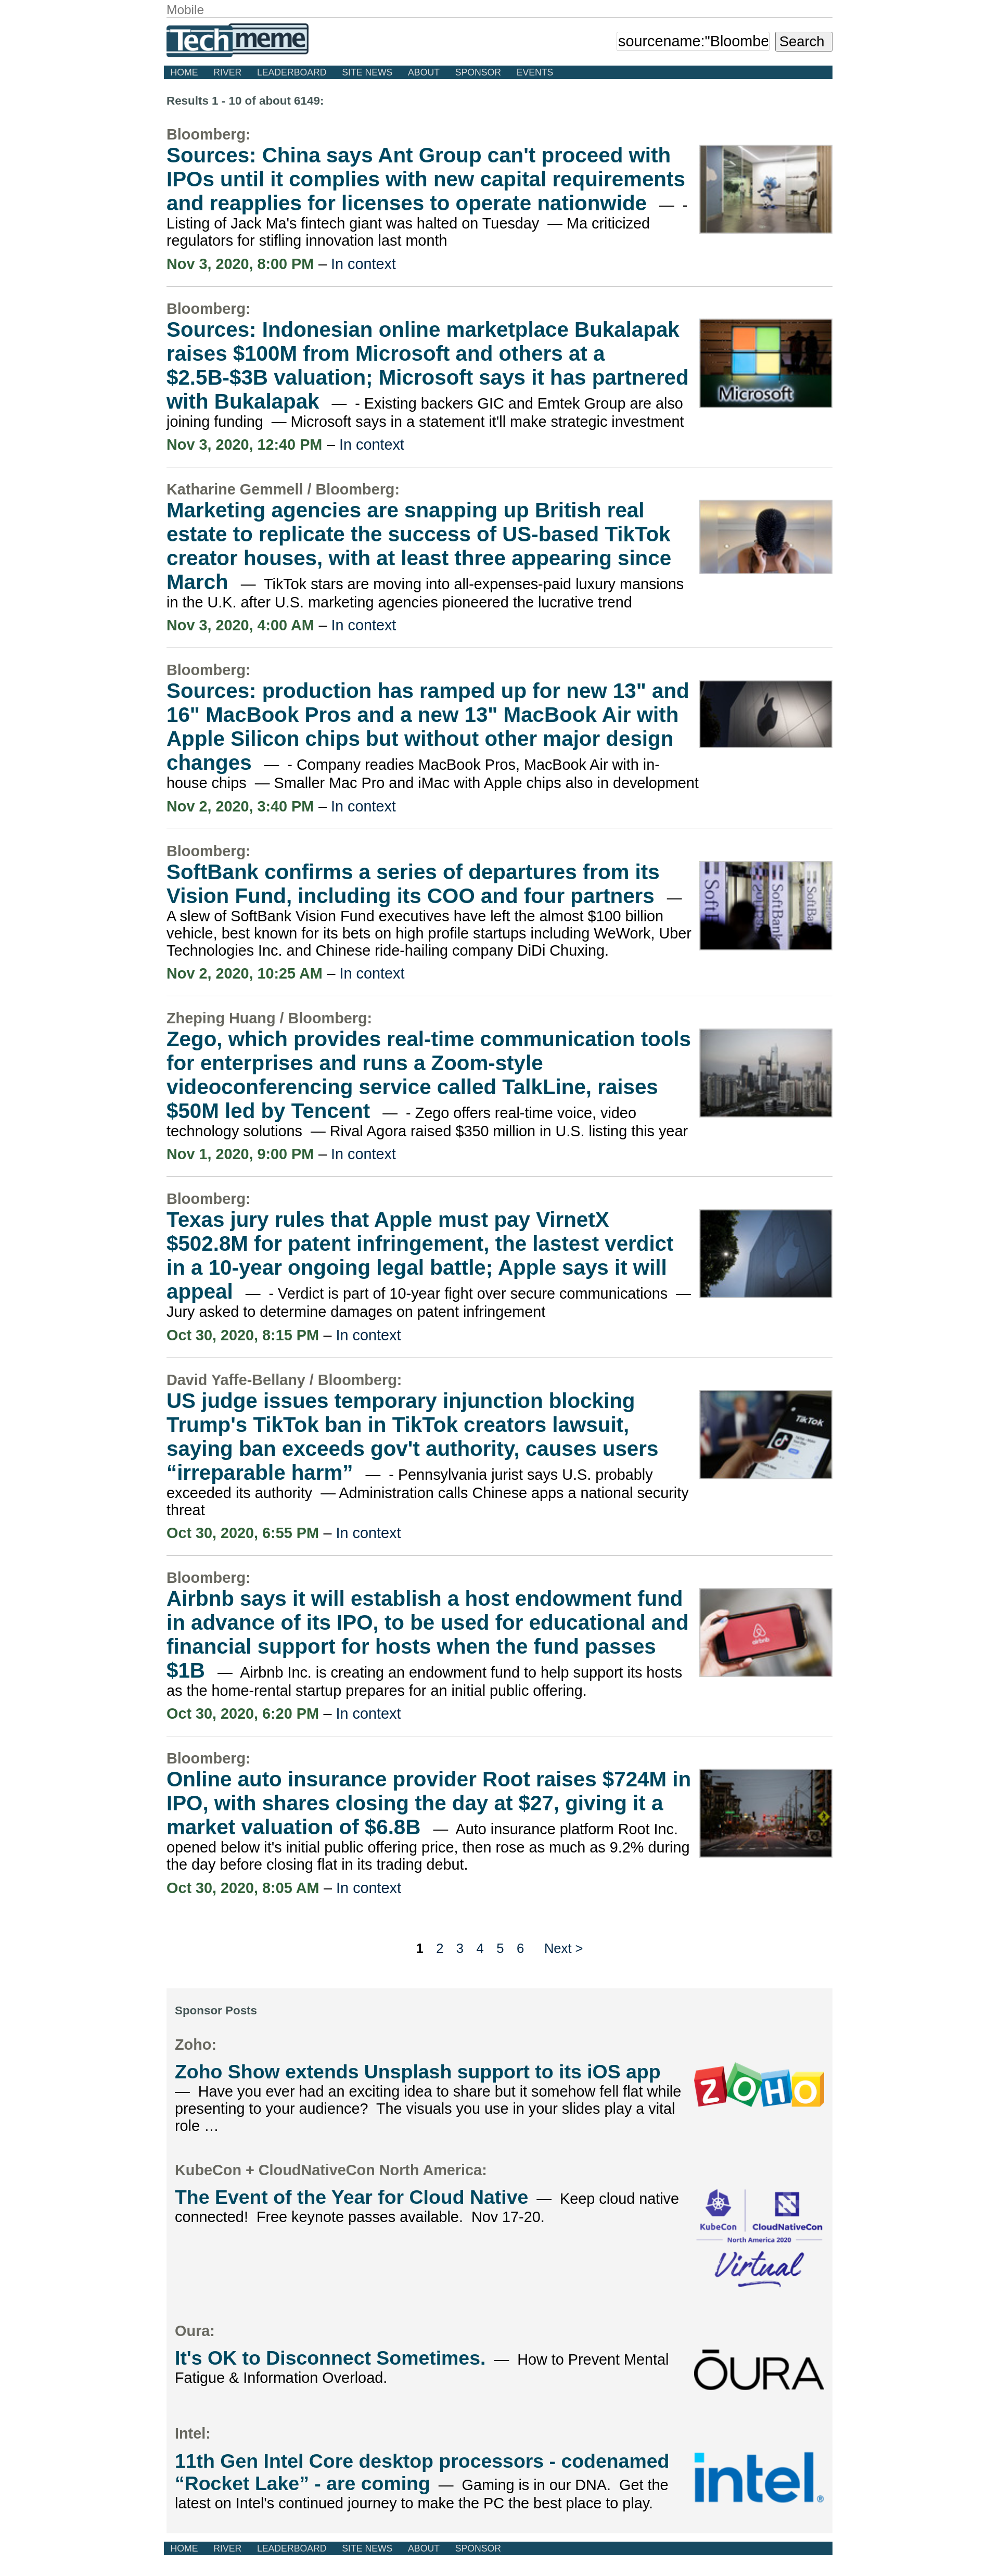 Mobile
Techmeme
sourcename:"Bloombe Search
HOME RIVER LEADERBOARD SITE NEWS ABOUT SPONSOR EVENTS
Results 1 - 10 of about 6149:
Bloomberg:
Sources: China says Ant Group can't proceed with
IPOs until it complies with new capital requirements
and reapplies for licenses to operate nationwide — -
Listing of Jack Ma's fintech giant was halted on Tuesday — Ma criticized
regulators for stifling innovation last month
Nov 3, 2020, 8:00 PM – In context
Bloomberg:
Sources: Indonesian online marketplace Bukalapak
raises $100M from Microsoft and others at a
$2.5B-$3B valuation; Microsoft says it has partnered
with Bukalapak — - Existing backers GIC and Emtek Group are also
joining funding — Microsoft says in a statement it'll make strategic investment
Microsoft
Nov 3, 2020, 12:40 PM – In context
Katharine Gemmell / Bloomberg:
Marketing agencies are snapping up British real
estate to replicate the success of US-based TikTok
creator houses, with at least three appearing since
March — TikTok stars are moving into all-expenses-paid luxury mansions
in the U.K. after U.S. marketing agencies pioneered the lucrative trend
Nov 3, 2020, 4:00 AM – In context
Bloomberg:
Sources: production has ramped up for new 13" and
16" MacBook Pros and a new 13" MacBook Air with
Apple Silicon chips but without other major design
changes — - Company readies MacBook Pros, MacBook Air with in-
house chips — Smaller Mac Pro and iMac with Apple chips also in development
Nov 2, 2020, 3:40 PM – In context
Bloomberg:
SoftBank confirms a series of departures from its
Vision Fund, including its COO and four partners —
A slew of SoftBank Vision Fund executives have left the almost $100 billion
vehicle, best known for its bets on high profile startups including WeWork, Uber
Technologies Inc. and Chinese ride-hailing company DiDi Chuxing.
Nov 2, 2020, 10:25 AM – In context
Zheping Huang / Bloomberg:
Zego, which provides real-time communication tools
for enterprises and runs a Zoom-style
videoconferencing service called TalkLine, raises
$50M led by Tencent — - Zego offers real-time voice, video
technology solutions — Rival Agora raised $350 million in U.S. listing this year
Nov 1, 2020, 9:00 PM – In context
Bloomberg:
Texas jury rules that Apple must pay VirnetX
$502.8M for patent infringement, the lastest verdict
in a 10-year ongoing legal battle; Apple says it will
appeal — - Verdict is part of 10-year fight over secure communications —
Jury asked to determine damages on patent infringement
Oct 30, 2020, 8:15 PM – In context
David Yaffe-Bellany / Bloomberg:
US judge issues temporary injunction blocking
Trump's TikTok ban in TikTok creators lawsuit,
saying ban exceeds gov't authority, causes users
“irreparable harm” — - Pennsylvania jurist says U.S. probably
exceeded its authority — Administration calls Chinese apps a national security
threat
TikTok
Oct 30, 2020, 6:55 PM – In context
Bloomberg:
Airbnb says it will establish a host endowment fund
in advance of its IPO, to be used for educational and
financial support for hosts when the fund passes
$1B — Airbnb Inc. is creating an endowment fund to help support its hosts
as the home-rental startup prepares for an initial public offering.
airbnb
Oct 30, 2020, 6:20 PM – In context
Bloomberg:
Online auto insurance provider Root raises $724M in
IPO, with shares closing the day at $27, giving it a
market valuation of $6.8B — Auto insurance platform Root Inc.
opened below it's initial public offering price, then rose as much as 9.2% during
the day before closing flat in its trading debut.
Oct 30, 2020, 8:05 AM – In context
1 2 3 4 5 6 Next >
Sponsor Posts
Zoho:
Zoho Show extends Unsplash support to its iOS app
— Have you ever had an exciting idea to share but it somehow fell flat while
presenting to your audience? The visuals you use in your slides play a vital
role …
ZOHO
KubeCon + CloudNativeCon North America:
The Event of the Year for Cloud Native — Keep cloud native
connected! Free keynote passes available. Nov 17-20.
KubeCon CloudNativeCon
North America 2020
Virtual
Oura:
It's OK to Disconnect Sometimes. — How to Prevent Mental
Fatigue & Information Overload.
ŌURA
Intel:
11th Gen Intel Core desktop processors - codenamed
“Rocket Lake” - are coming — Gaming is in our DNA. Get the
latest on Intel's continued journey to make the PC the best place to play.
intel®
HOME RIVER LEADERBOARD SITE NEWS ABOUT SPONSOR